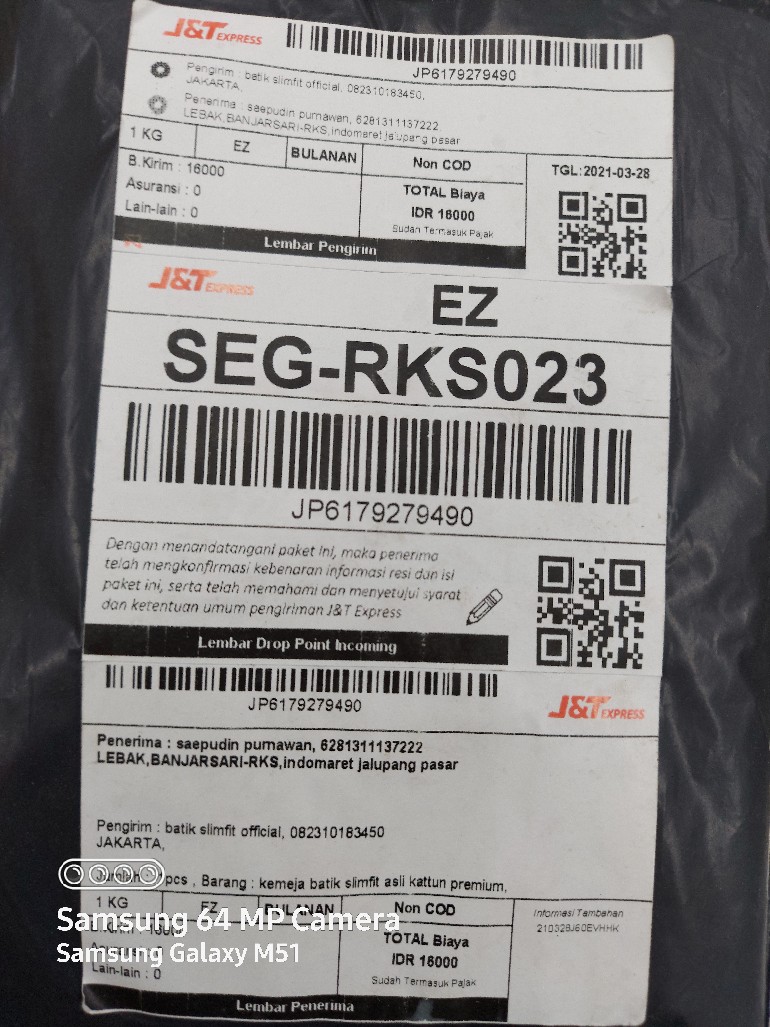 J&T EXPRESS
JP6179279490
Pengirim : batik slimfit official, 082310183450,
JAKARTA,
Penerima : saepudin purnawan, 6281311137222
LEBAK,BANJARSARI-RKS,indomaret jalupang pasar
1 KG EZ BULANAN Non COD
TGL:2021-03-28
B.Kirim : 16000
Asuransi : 0
Lain-lain : 0
TOTAL Biaya
IDR 16000
Sudah Termasuk Pajak
Lembar Pengirim
J&T EXPRESS
EZ
SEG-RKS023
JP6179279490
Dengan menandatangani paket ini, maka penerima
telah mengkonfirmasi kebenaran informasi resi dan isi
paket ini, serta telah memahami dan menyetujui syarat
dan ketentuan umum pengiriman J&T Express
Lembar Drop Point Incoming
JP6179279490
J&T EXPRESS
Penerima : saepudin purnawan, 6281311137222
LEBAK,BANJARSARI-RKS,indomaret jalupang pasar
Pengirim : batik slimfit official, 082310183450
JAKARTA,
Jumlah : 1pcs , Barang : kemeja batik slimfit asli kattun premium,
1 KG EZ BULANAN Non COD
B.Kirim : 16000
Lain-lain : 0
TOTAL Biaya
IDR 16000
Sudah Termasuk Pajak
Informasi Tambahan
Lembar Penerima
Samsung 64 MP Camera
Samsung Galaxy M51